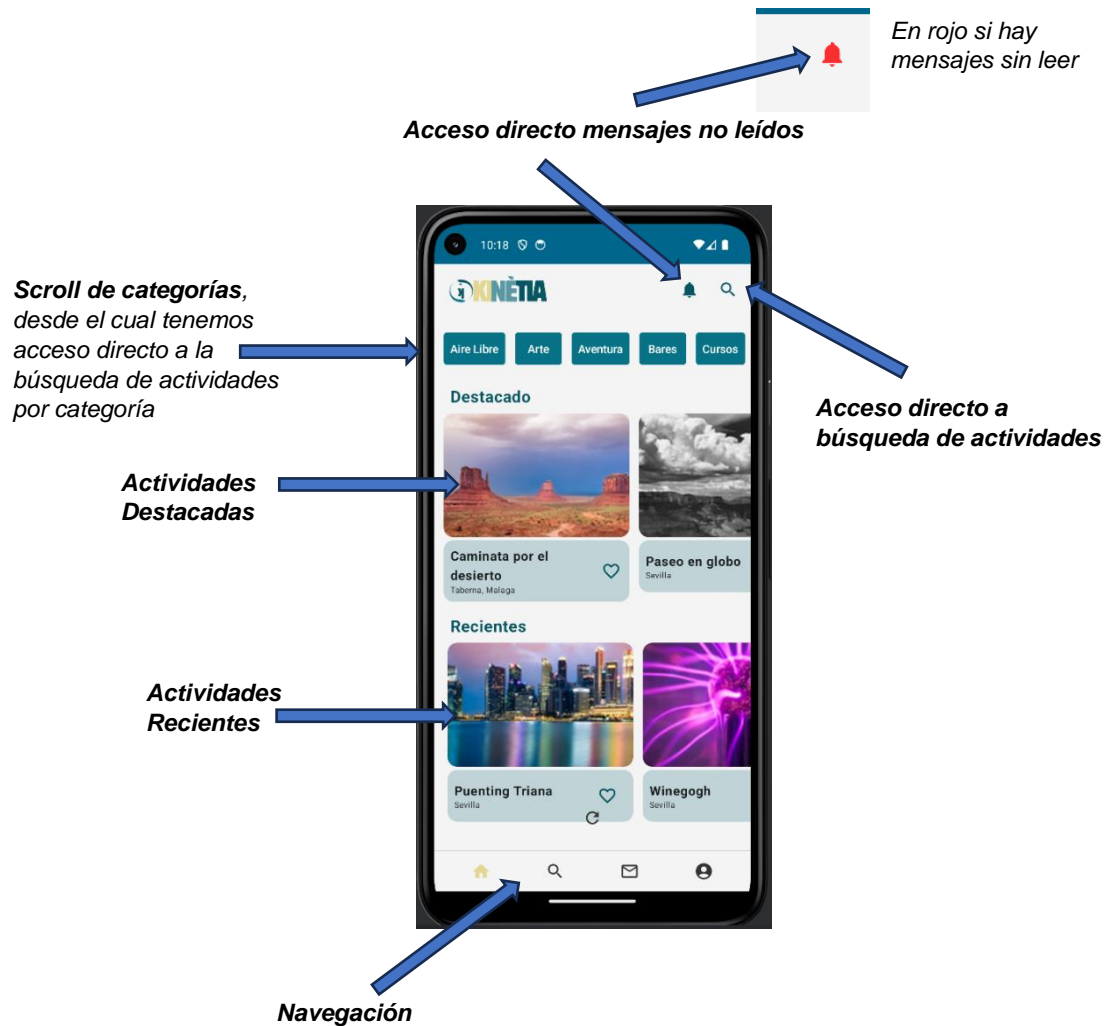 En rojo si hay
mensajes sin leer
Acceso directo mensajes no leídos
10:18
KINÈTIA
Scroll de categorías,
desde el cual tenemos
acceso directo a la
búsqueda de actividades
por categoría
Aire Libre Arte Aventura Bares Cursos
Destacado
Acceso directo a
búsqueda de actividades
Actividades
Destacadas
Caminata por el
desierto
Taberna, Malaga
Paseo en globo
Sevilla
Recientes
Actividades
Recientes
Puenting Triana
Sevilla
Winegogh
Sevilla
Navegación